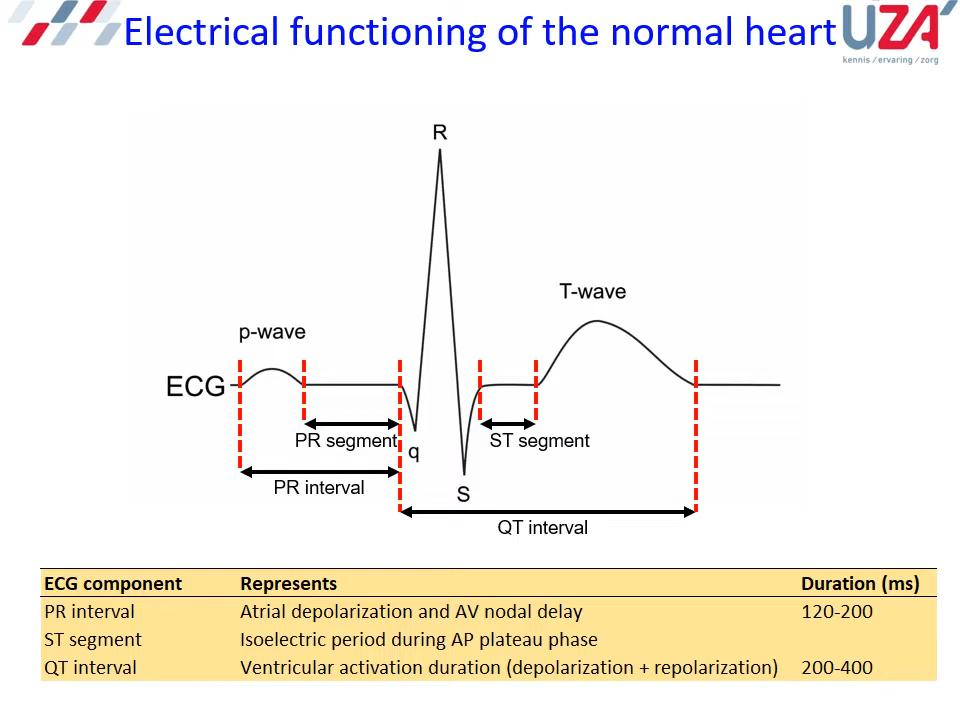 Electrical functioning of the normal heart
UZA'
kennis / ervaring / zorg
R
T-wave
p-wave
ECG
PR segment
ST segment
q
PR interval
S
QT interval
ECG component Represents Duration (ms)
PR interval Atrial depolarization and AV nodal delay 120-200
ST segment Isoelectric period during AP plateau phase
QT interval Ventricular activation duration (depolarization + repolarization) 200-400